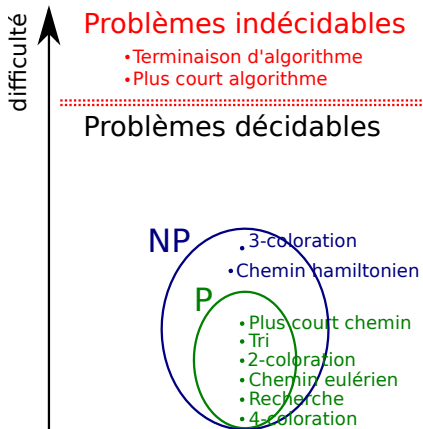 difficulté
Problèmes indécidables
•Terminaison d'algorithme
•Plus court algorithme
Problèmes décidables
NP
•3-coloration
•Chemin hamiltonien
P
•Plus court chemin
•Tri
•2-coloration
•Chemin eulérien
•Recherche
•4-coloration